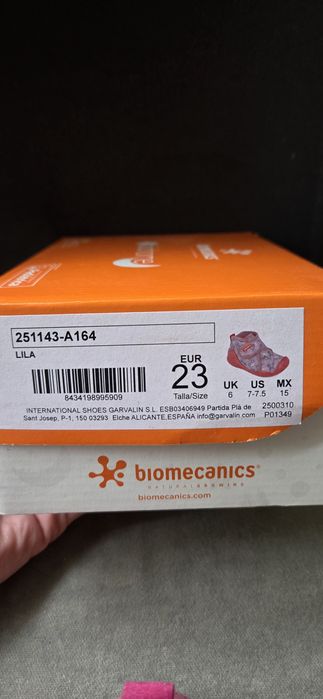 251143-A164
LILA
8434198995909
EUR
23
Talla/Size
UK US MX
6 7-7.5 15
INTERNATIONAL SHOES GARVALIN S.L. ESB03406949 Partida Plà de
Sant Josep, P-1, 150 03293 Elche ALICANTE,ESPAÑA info@garvalin.com
2500310
P01349
biomecanics®
NATURALGROWING
biomecanics.com